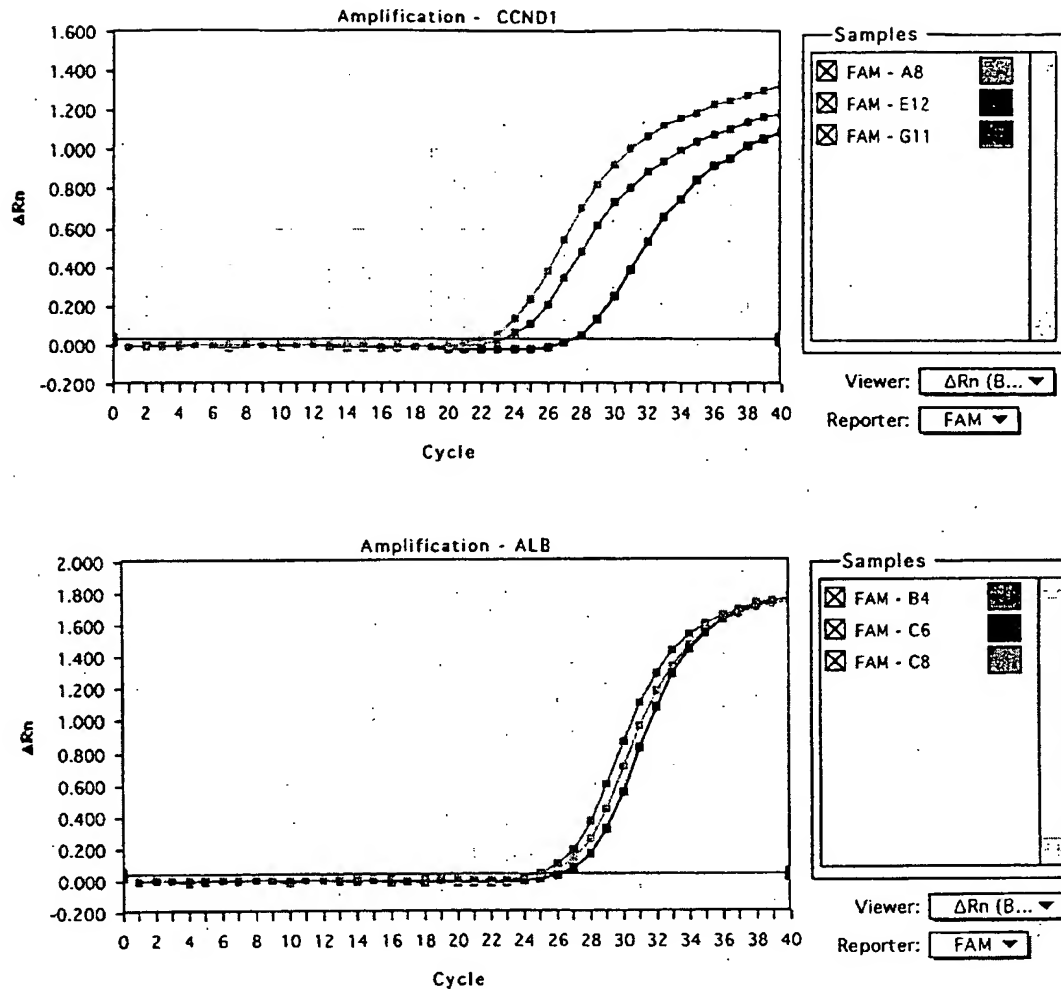 Amplification - CCND1
1.600
1.400
1.200
1.000
0.800
0.600
0.400
0.200
0.000
-0.200
ΔRn
0 2 4 6 8 10 12 14 16 18 20 22 24 26 28 30 32 34 36 38 40
Cycle
Samples
FAM - A8
FAM - E12
FAM - G11
Viewer: ΔRn (B...
Reporter: FAM
Amplification - ALB
2.000
1.800
1.600
1.400
1.200
1.000
0.800
0.600
0.400
0.200
0.000
-0.200
ΔRn
0 2 4 6 8 10 12 14 16 18 20 22 24 26 28 30 32 34 36 38 40
Cycle
Samples
FAM - B4
FAM - C6
FAM - C8
Viewer: ΔRn (B...
Reporter: FAM